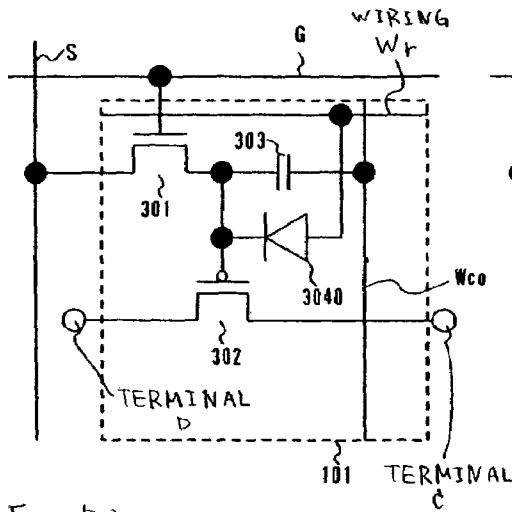 WIRING
Wr
G
S
303
301
3040
Wco
302
TERMINAL
D
101
TERMINAL
C